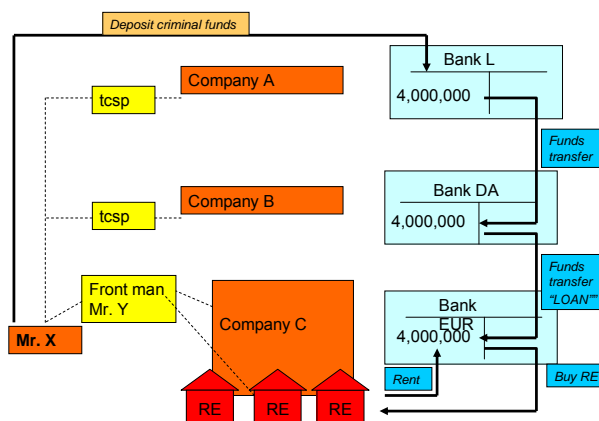 Deposit criminal funds
Bank L
4,000,000
Company A
tcsp
Funds
transfer
Bank DA
4,000,000
Company B
tcsp
Funds
transfer
"LOAN""
Front man
Mr. Y
Company C
Bank
EUR
4,000,000
Mr. X
Rent
Buy RE
RE
RE
RE